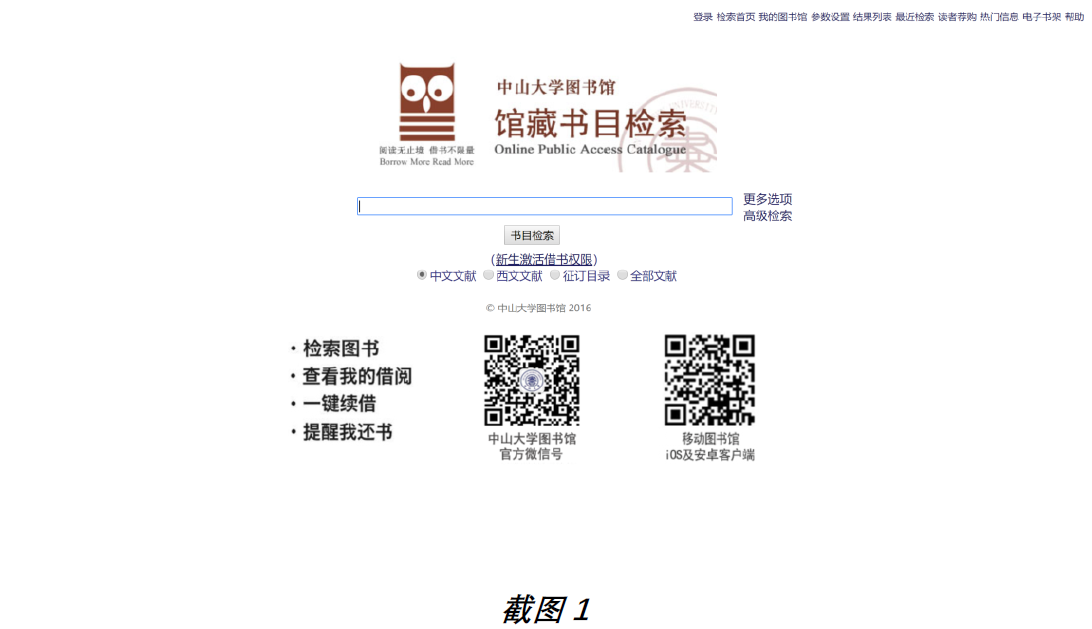 登录 检索首页 我的图书馆 参数设置 结果列表 最近检索 读者荐购 热门信息 电子书架 帮助
中山大学图书馆
馆藏书目检索
Online Public Access Catalogue
阅读无止境 借书不限量
Borrow More Read More
更多选项
高级检索
书目检索
（新生激活借书权限）
中文文献 西文文献 征订目录 全部文献
© 中山大学图书馆 2016
· 检索图书
· 查看我的借阅
· 一键续借
· 提醒我还书
中山大学图书馆
官方微信号
移动图书馆
iOS及安卓客户端
截图 1